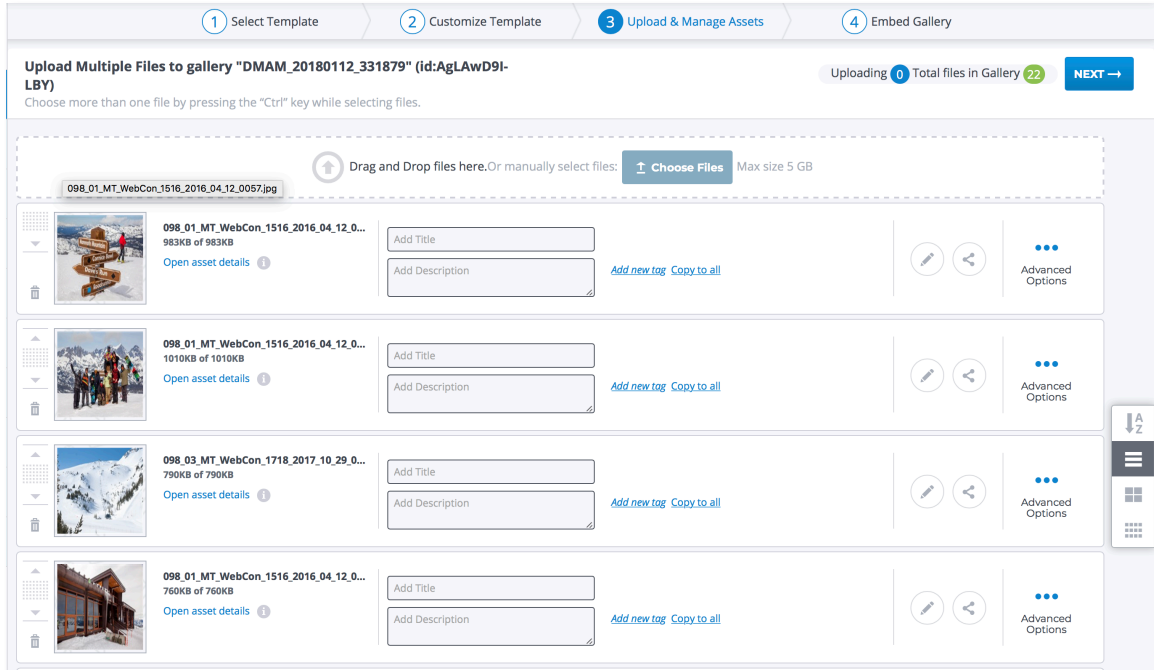 1 Select Template
2 Customize Template
3 Upload & Manage Assets
4 Embed Gallery
Upload Multiple Files to gallery "DMAM_20180112_331879" (id:AgLAwD9I-
LBY)
Choose more than one file by pressing the “Ctrl” key while selecting files.
Uploading 0 Total files in Gallery 22
NEXT →
Drag and Drop files here.Or manually select files: Choose Files Max size 5 GB
098_01_MT_WebCon_1516_2016_04_12_0057.jpg
098_01_MT_WebCon_1516_2016_04_12_0...
983KB of 983KB
Open asset details i
Add Title
Add Description
Add new tag Copy to all
Advanced
Options
098_01_MT_WebCon_1516_2016_04_12_0...
1010KB of 1010KB
Open asset details i
Add Title
Add Description
Add new tag Copy to all
Advanced
Options
098_03_MT_WebCon_1718_2017_10_29_0...
790KB of 790KB
Open asset details i
Add Title
Add Description
Add new tag Copy to all
Advanced
Options
A
Z
098_01_MT_WebCon_1516_2016_04_12_0...
760KB of 760KB
Open asset details i
Add Title
Add Description
Add new tag Copy to all
Advanced
Options